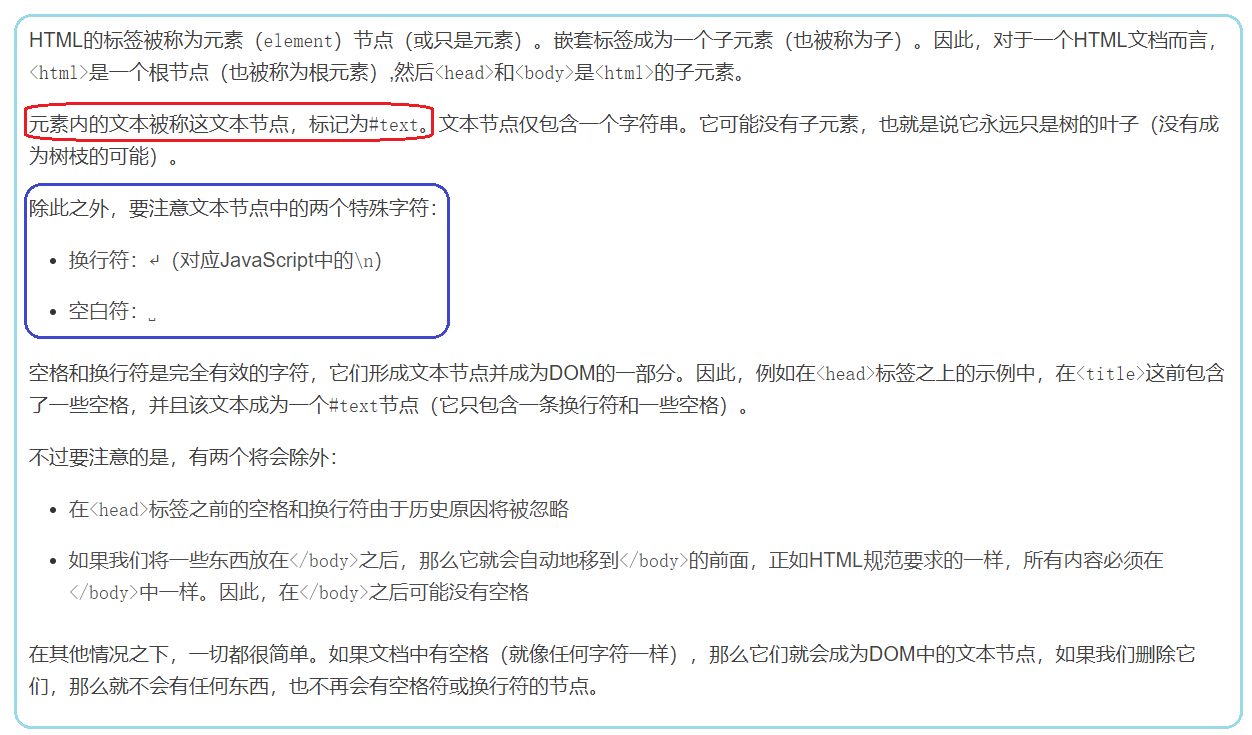 HTML的标签被称为元素（element）节点（或只是元素）。嵌套标签成为一个子元素（也被称为子）。因此，对于一个HTML文档而言，
<html>是一个根节点（也被称为根元素）,然后<head>和<body>是<html>的子元素。
元素内的文本被称这文本节点，标记为#text。文本节点仅包含一个字符串。它可能没有子元素，也就是说它永远只是树的叶子（没有成
为树枝的可能）。
除此之外，要注意文本节点中的两个特殊字符：
• 换行符：↵（对应JavaScript中的\n）
• 空白符：␣
空格和换行符是完全有效的字符，它们形成文本节点并成为DOM的一部分。因此，例如在<head>标签之上的示例中，在<title>这前包含
了一些空格，并且该文本成为一个#text节点（它只包含一条换行符和一些空格）。
不过要注意的是，有两个将会除外：
• 在<head>标签之前的空格和换行符由于历史原因将被忽略
• 如果我们将一些东西放在</body>之后，那么它就会自动地移到</body>的前面，正如HTML规范要求的一样，所有内容必须在
</body>中一样。因此，在</body>之后可能没有空格
在其他情况之下，一切都很简单。如果文档中有空格（就像任何字符一样），那么它们就会成为DOM中的文本节点，如果我们删除它
们，那么就不会有任何东西，也不再会有空格符或换行符的节点。